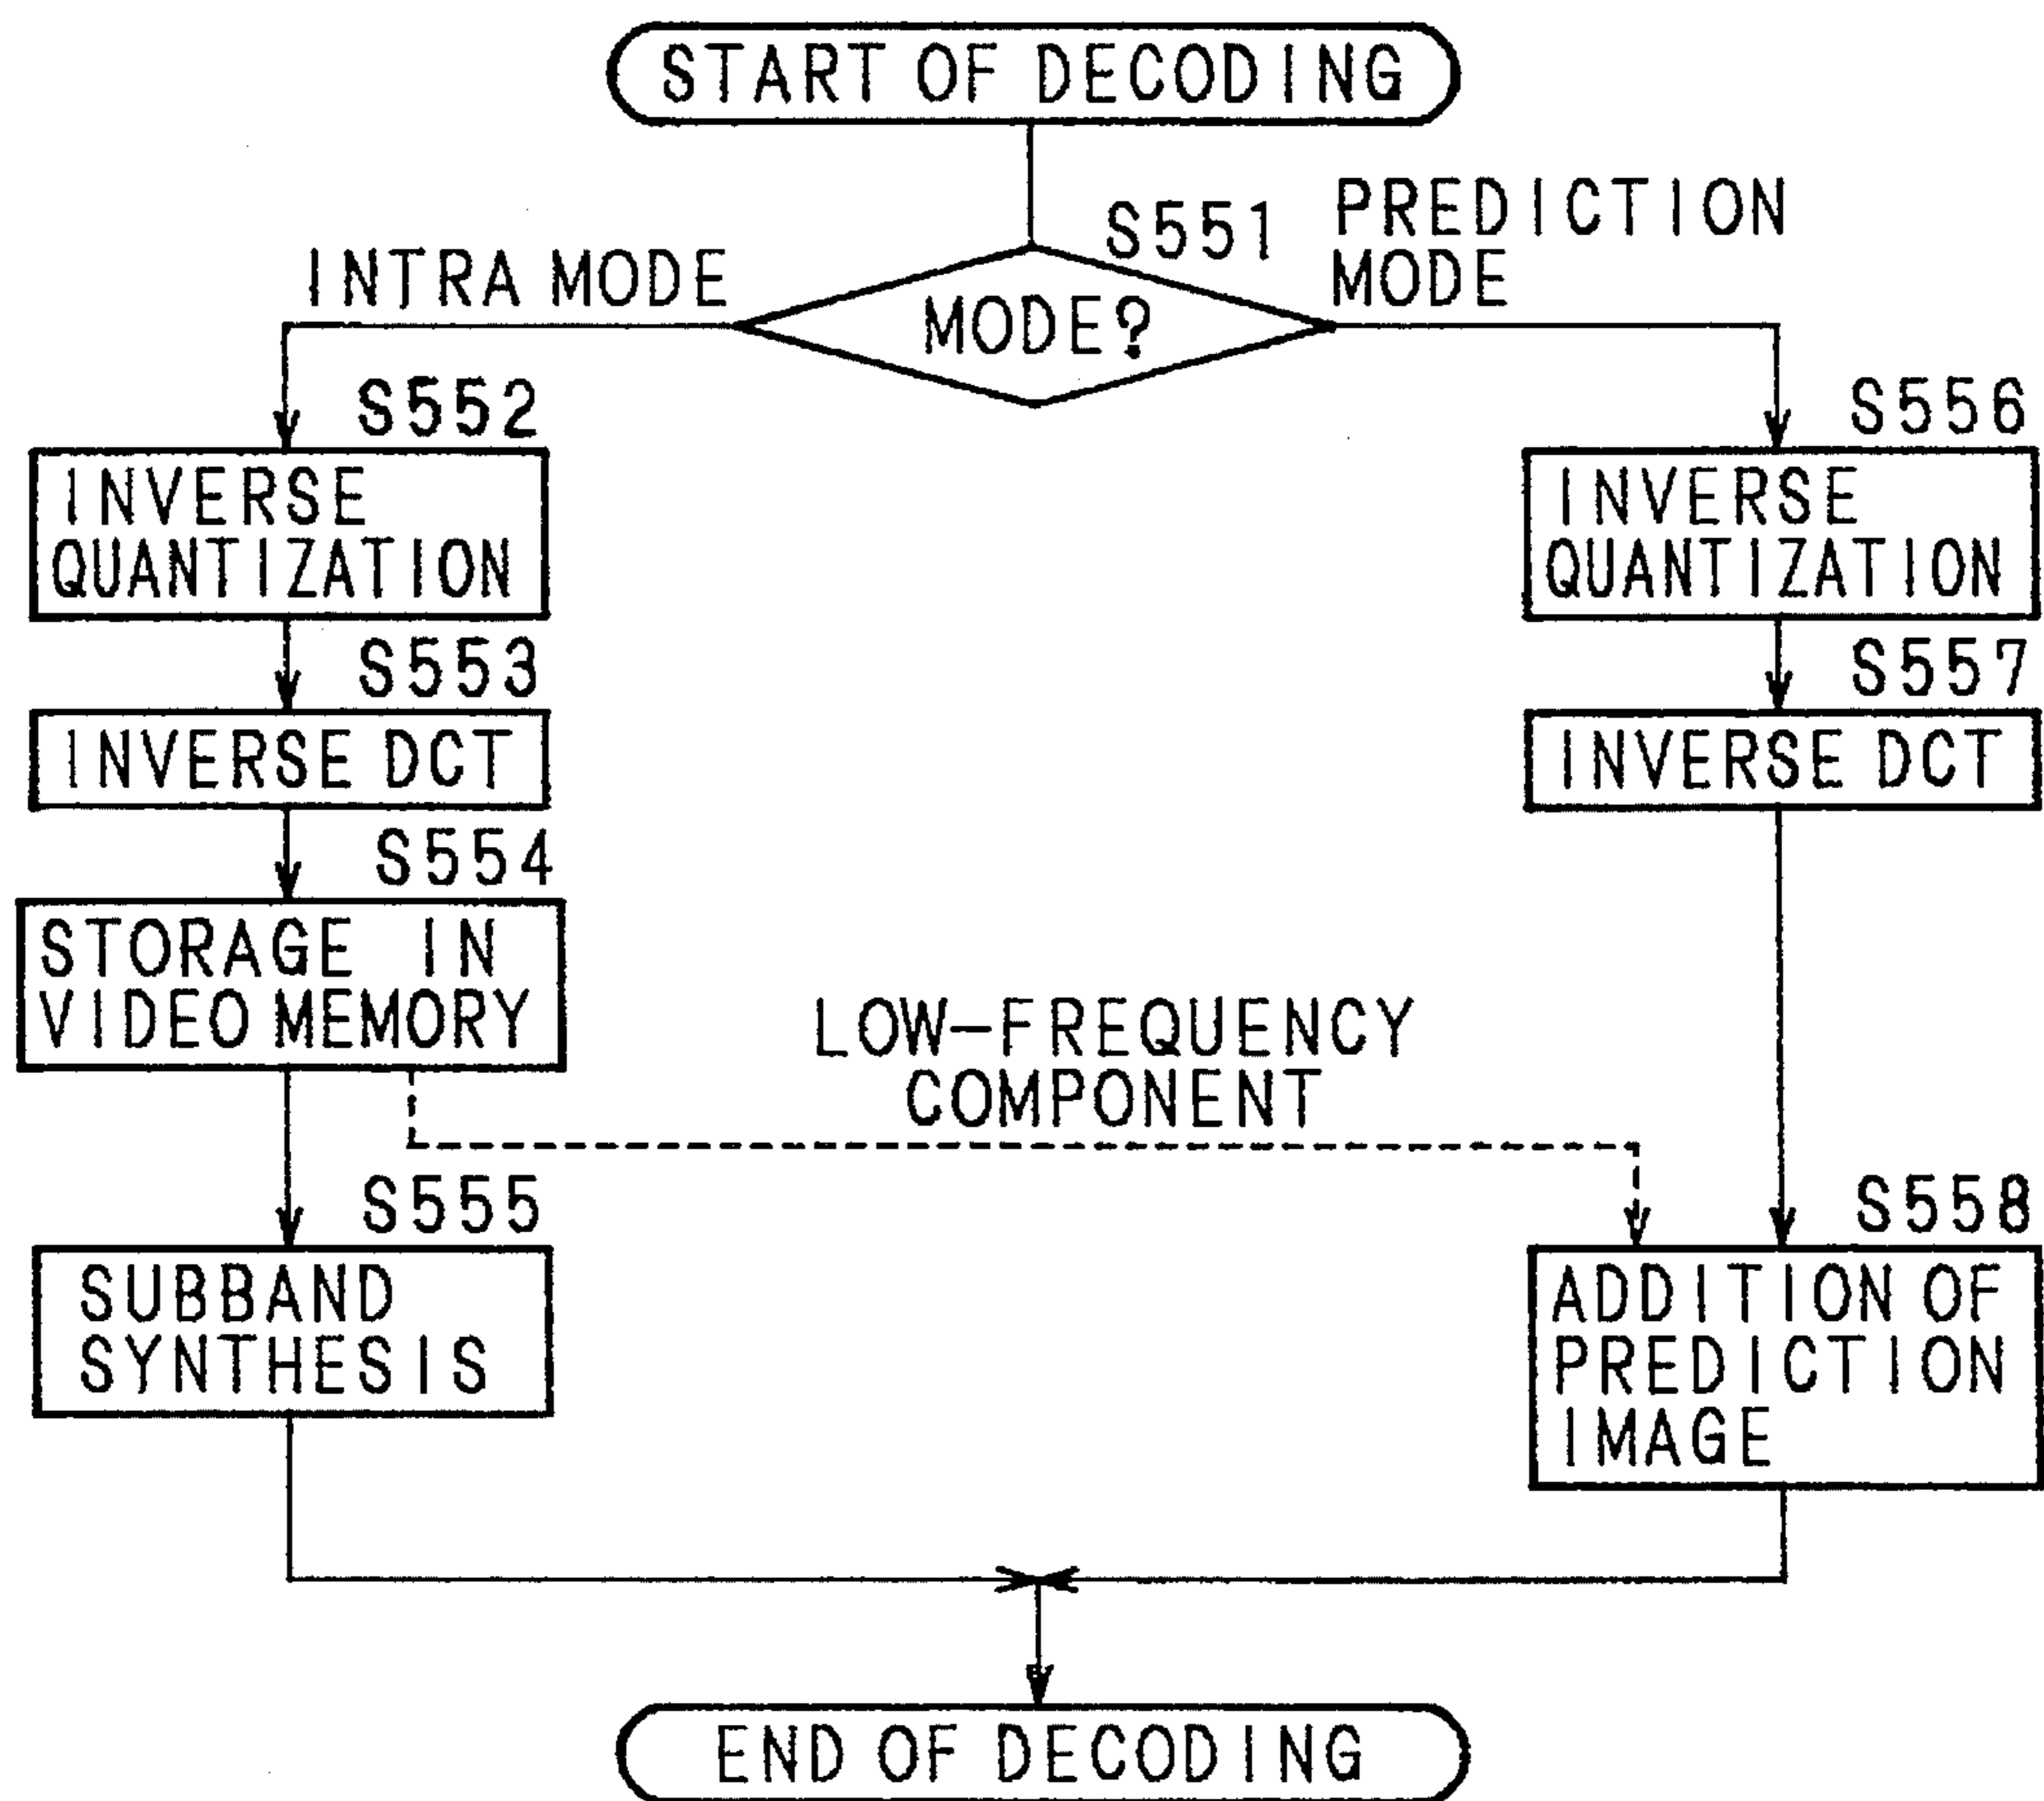 START OF DECODING
S551
PREDICTION
MODE
INTRA MODE
MODE?
S552
INVERSE
QUANTIZATION
S553
INVERSE DCT
S554
STORAGE IN
VIDEO MEMORY
S555
SUBBAND
SYNTHESIS
LOW-FREQUENCY
COMPONENT
S556
INVERSE
QUANTIZATION
S557
INVERSE DCT
S558
ADDITION OF
PREDICTION
IMAGE
END OF DECODING